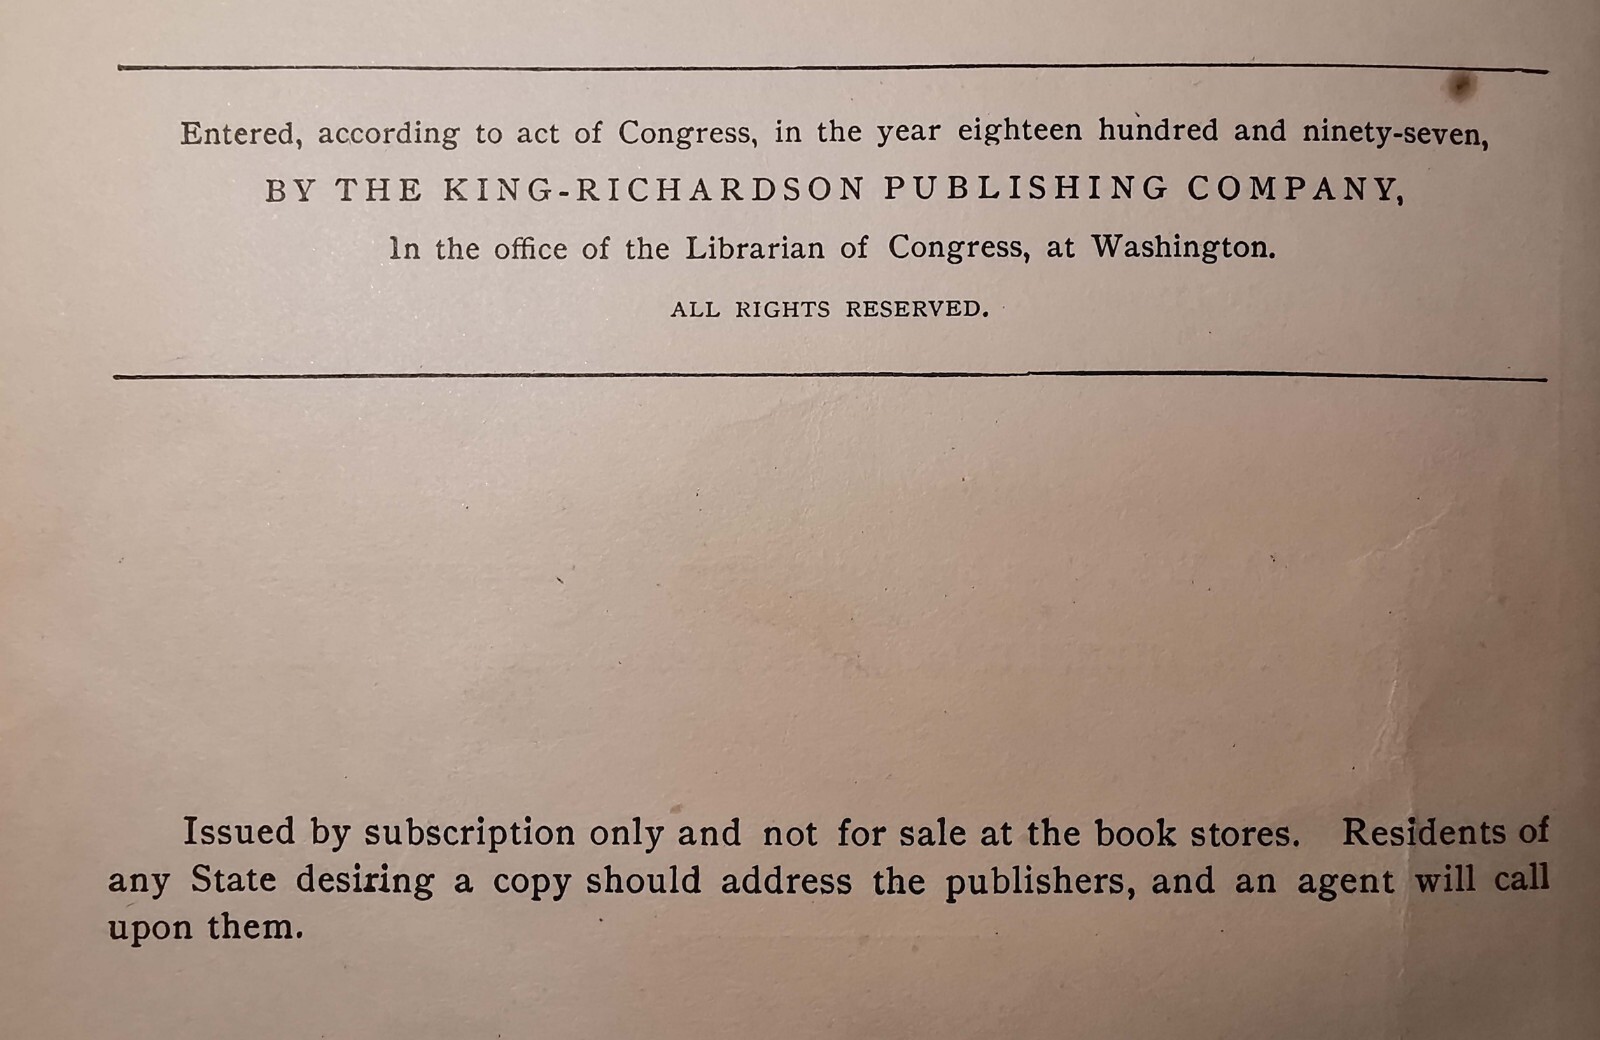 Entered, according to act of Congress, in the year eighteen hundred and ninety-seven,
BY THE KING-RICHARDSON PUBLISHING COMPANY,
In the office of the Librarian of Congress, at Washington.
ALL RIGHTS RESERVED.
Issued by subscription only and not for sale at the book stores. Residents of
any State desiring a copy should address the publishers, and an agent will call
upon them.